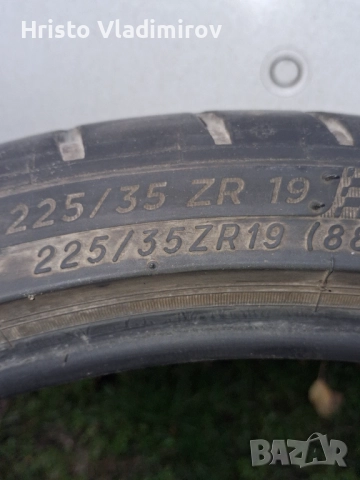 Hristo Vladimirov
225/35 ZR 19
225/35ZR19 (88
BAZAR